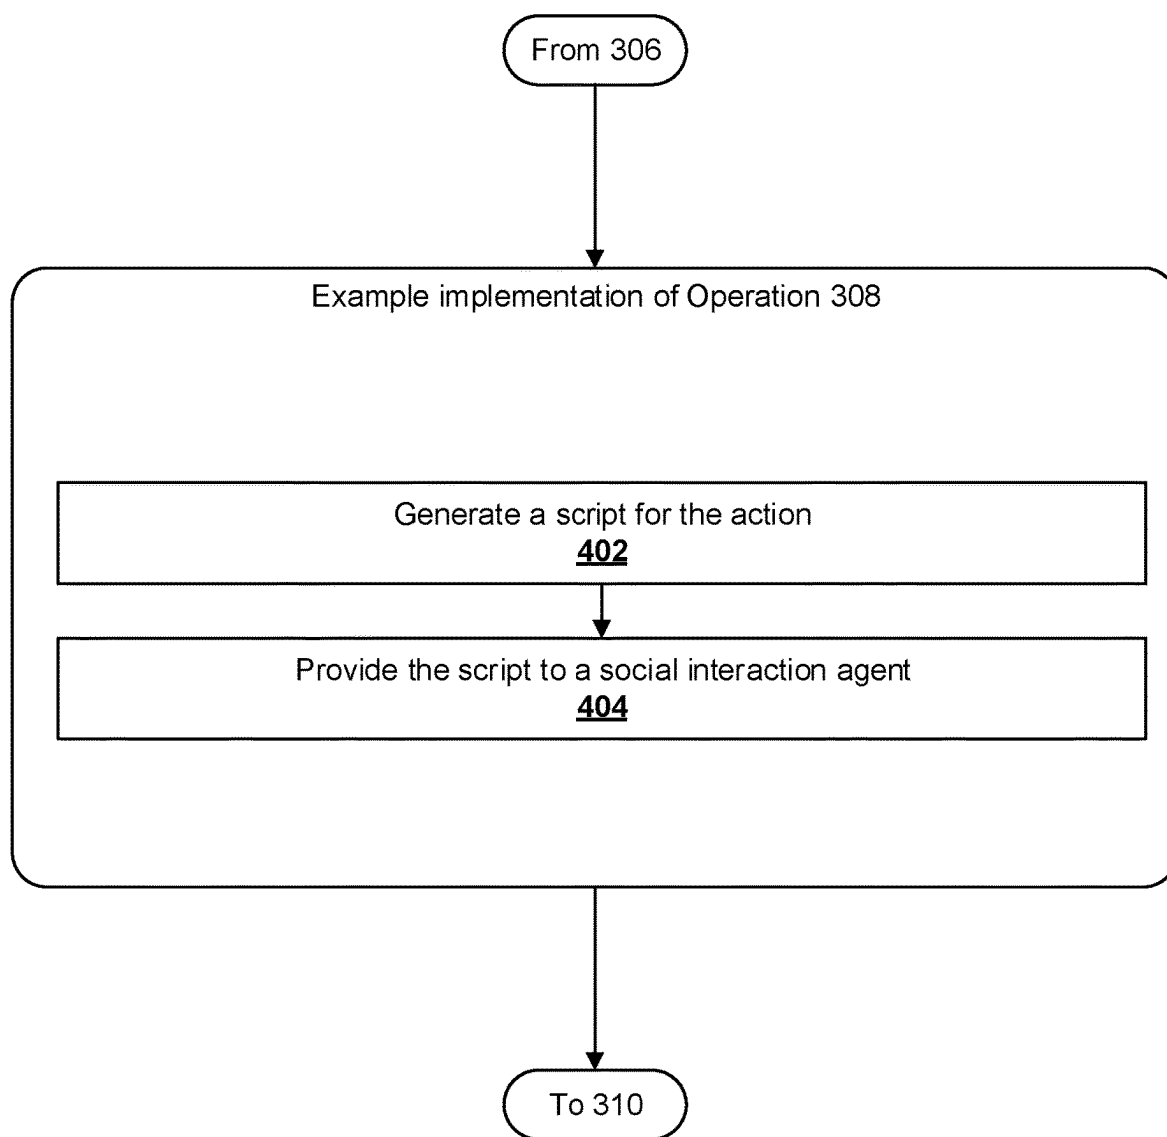 From 306
Example implementation of Operation 308
Generate a script for the action
402
Provide the script to a social interaction agent
404
To 310